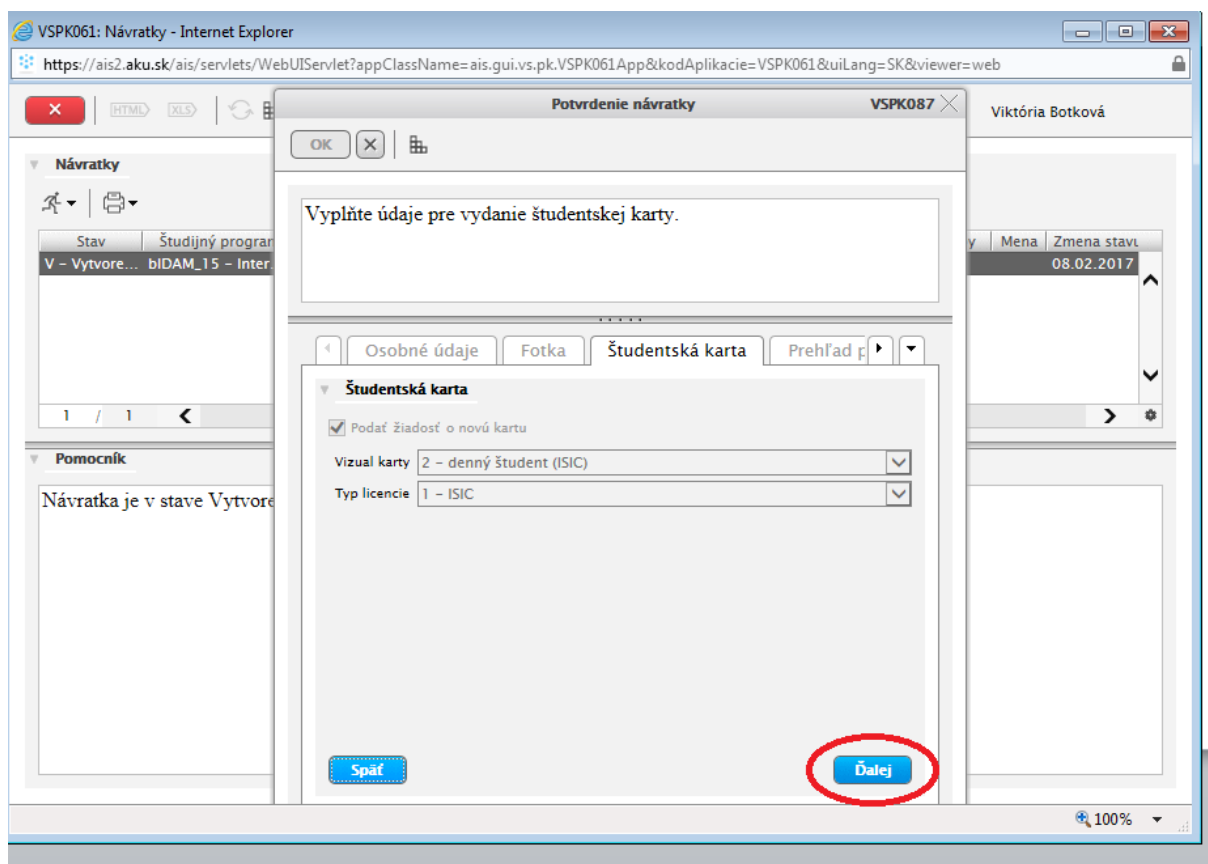 VSPK061: Návratky - Internet Explorer
https://ais2.aku.sk/ais/servlets/WebUIServlet?appClassName=ais.gui.vs.pk.VSPK061App&kodAplikacie=VSPK061&uiLang=SK&viewer=web
HTML XLS
Viktória Botková
Potvrdenie návratky VSPK087
OK
Návratky
Stav Študijný program
y Mena Zmena stavu
V – Vytvore... bIDAM_15 – Inter
08.02.2017
1 / 1
Pomocník
Návratka je v stave Vytvore
Vyplňte údaje pre vydanie študentskej karty.
Osobné údaje Fotka Študentská karta Prehľad p
Študentská karta
Podať žiadosť o novú kartu
Vizual karty 2 – denný študent (ISIC)
Typ licencie 1 – ISIC
Späť Ďalej
100%